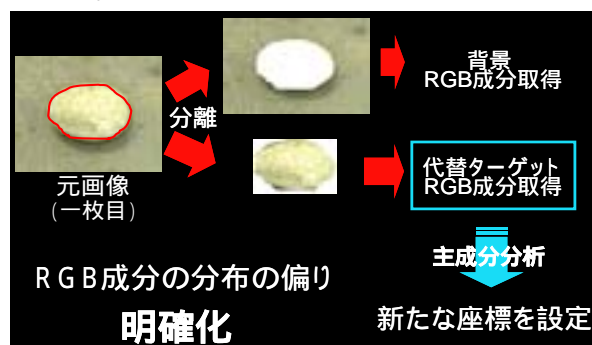 背景
RGB成分取得
分離
代替ターゲット
RGB成分取得
元画像
(一枚目)
主成分分析
RGB成分の分布の偏り
明確化
新たな座標を設定